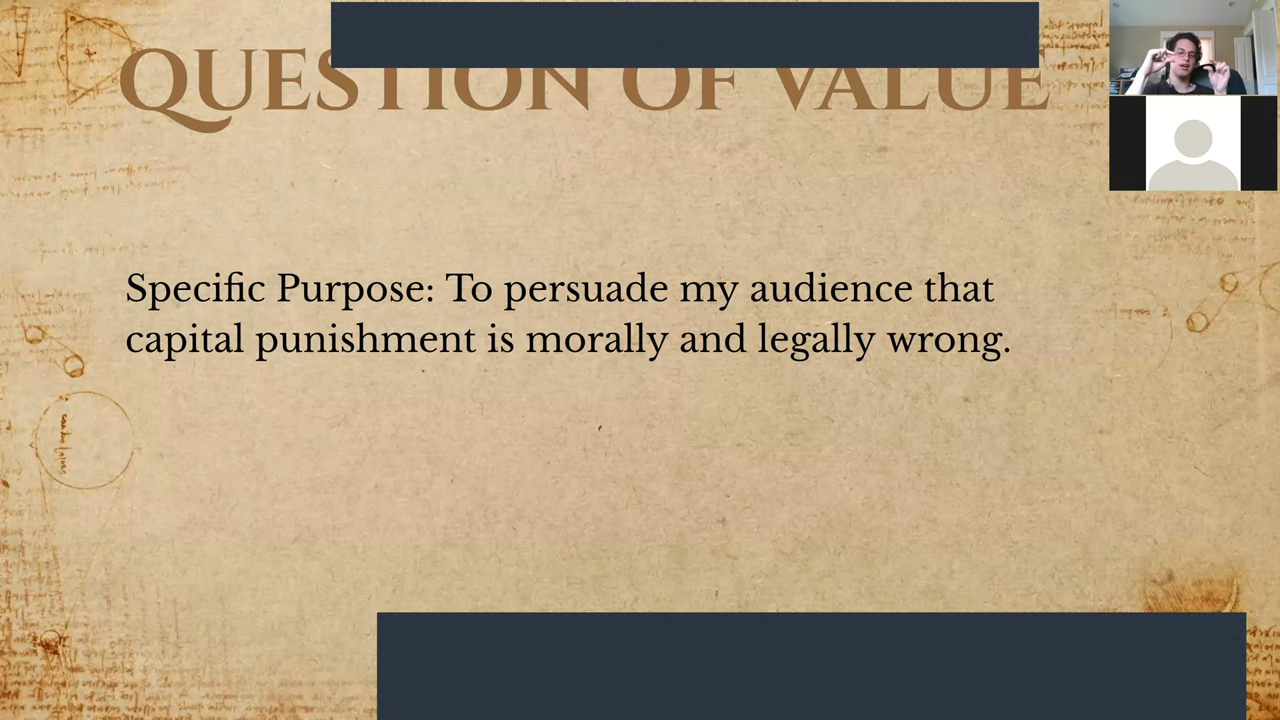 QUESTION OF VALUE
Specific Purpose: To persuade my audience that
capital punishment is morally and legally wrong.